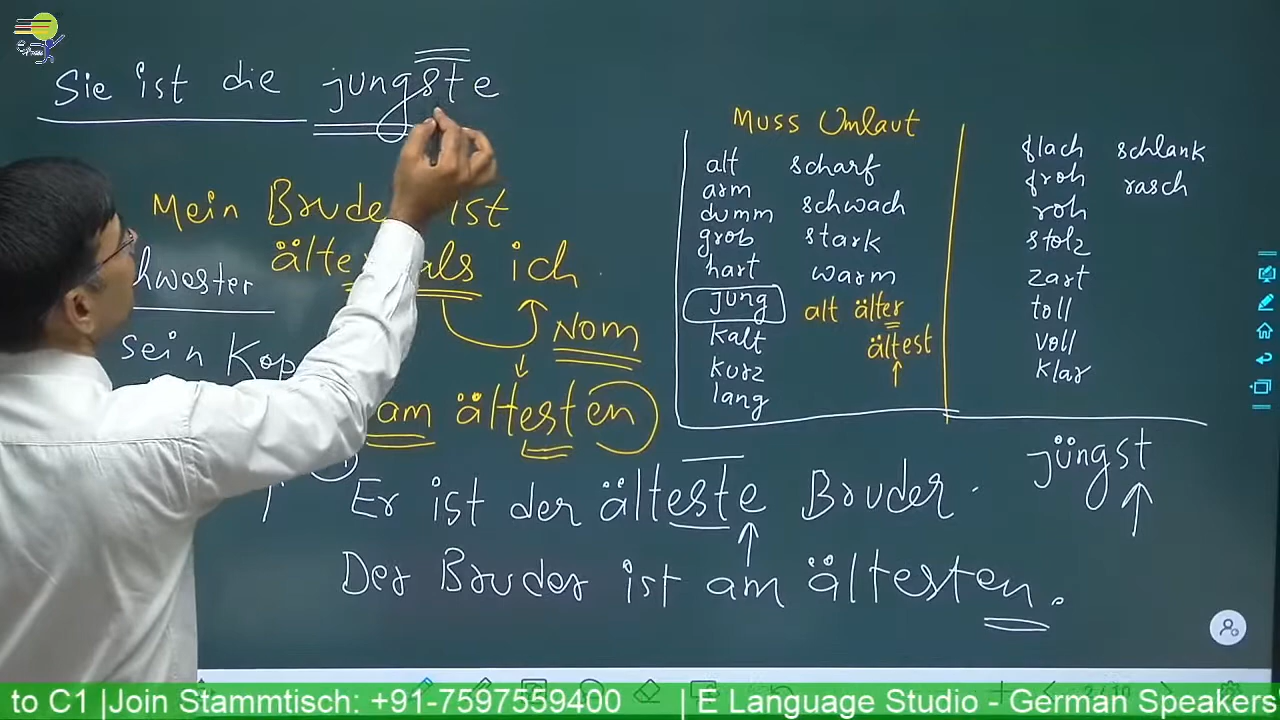 Sie ist die jungste
Mein Bruder ist
älter als ich
hwester
sein Kop
Nom
am ältesten
Er ist der älteste Bruder.
Der Bruder ist am ältesten.
Muss Umlaut
alt scharf
arm
dumm schwach
grob stark
hart warm
jung alt älter
kalt ältest
kurz
lang
flach schlank
froh rasch
roh
stolz
zart
toll
voll
klar
jüngst
to C1 |Join Stammtisch: +91-7597559400 | E Language Studio - German Speakers